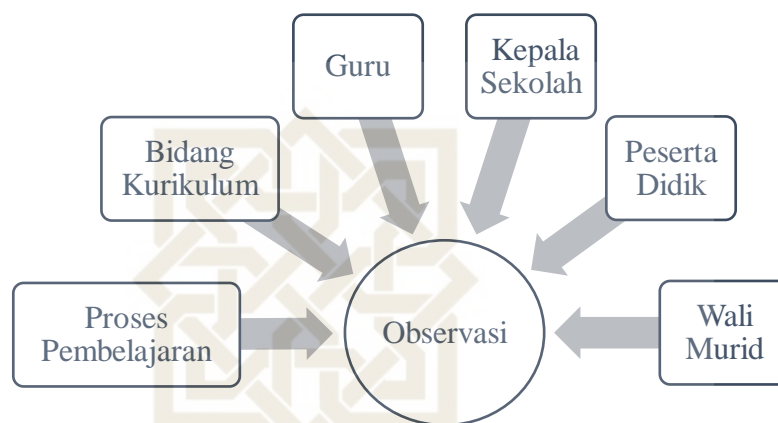 Guru
Kepala
Sekolah
Bidang
Kurikulum
Peserta
Didik
Proses
Pembelajaran
Observasi
Wali
Murid